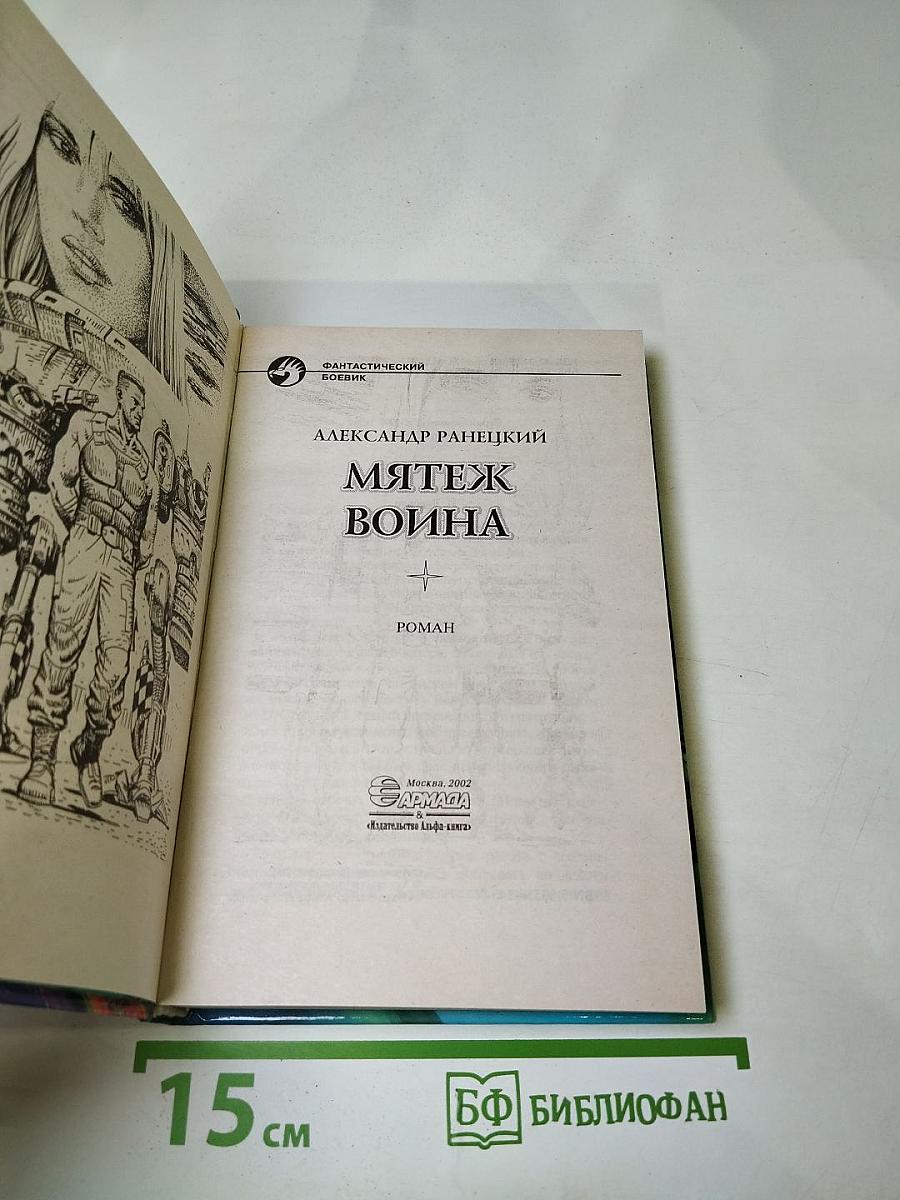 ФАНТАСТИЧЕСКИЙ
БОЕВИК
АЛЕКСАНДР РАНЕЦКИЙ
МЯТЕЖ
ВОИНА
РОМАН
Москва, 2002
АРМАДА
&
«Издательство Альфа-книга»
15 см
БФ БИБЛИОФАН